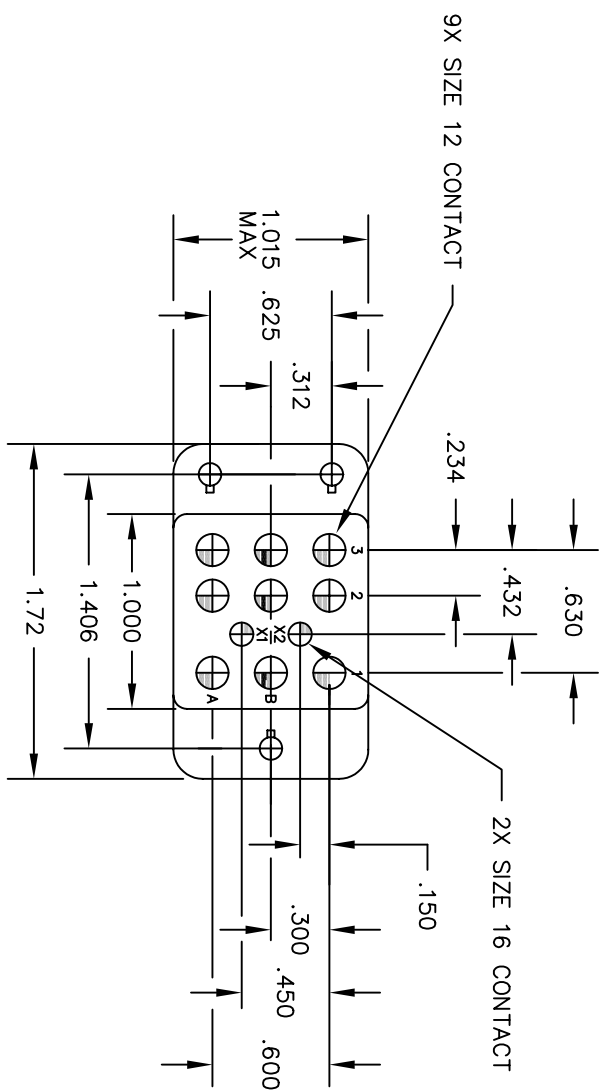 9X SIZE 12 CONTACT
2X SIZE 16 CONTACT
.630
.432
.234
1.015
MAX
.625
.312
3
2
1
X2
X1
A
B
.150
.300
.450
.600
1.000
1.406
1.72